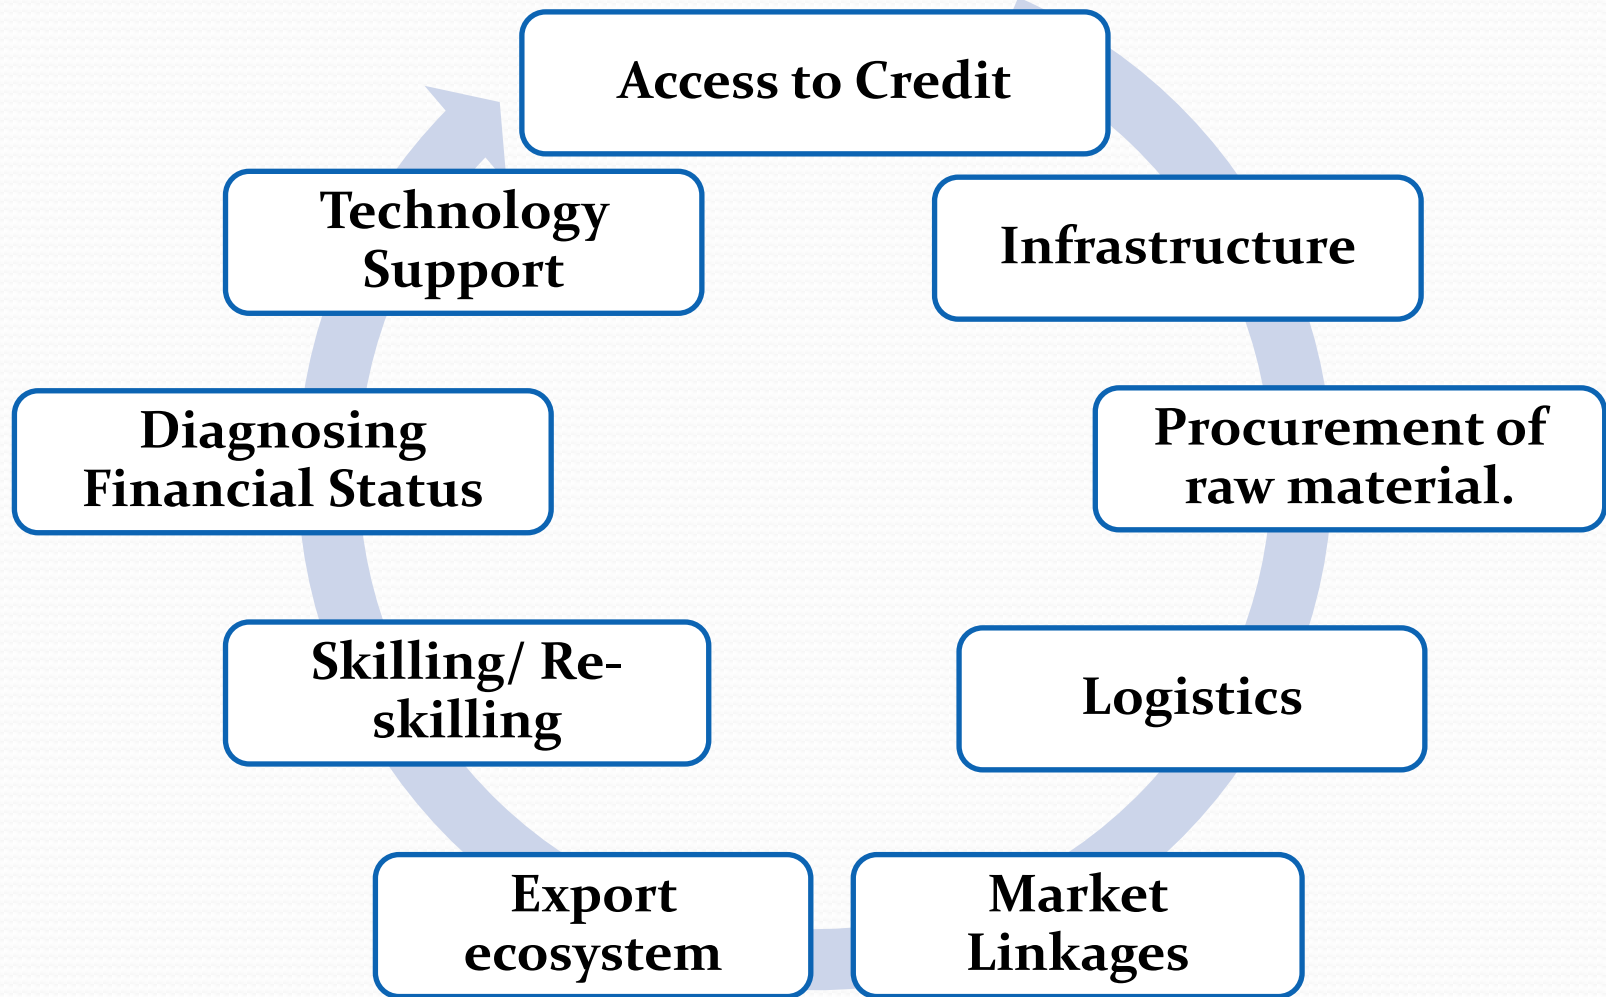 Access to Credit
Infrastructure
Procurement of
raw material.
Logistics
Market
Linkages
Export
ecosystem
Skilling/ Re-
skilling
Diagnosing
Financial Status
Technology
Support